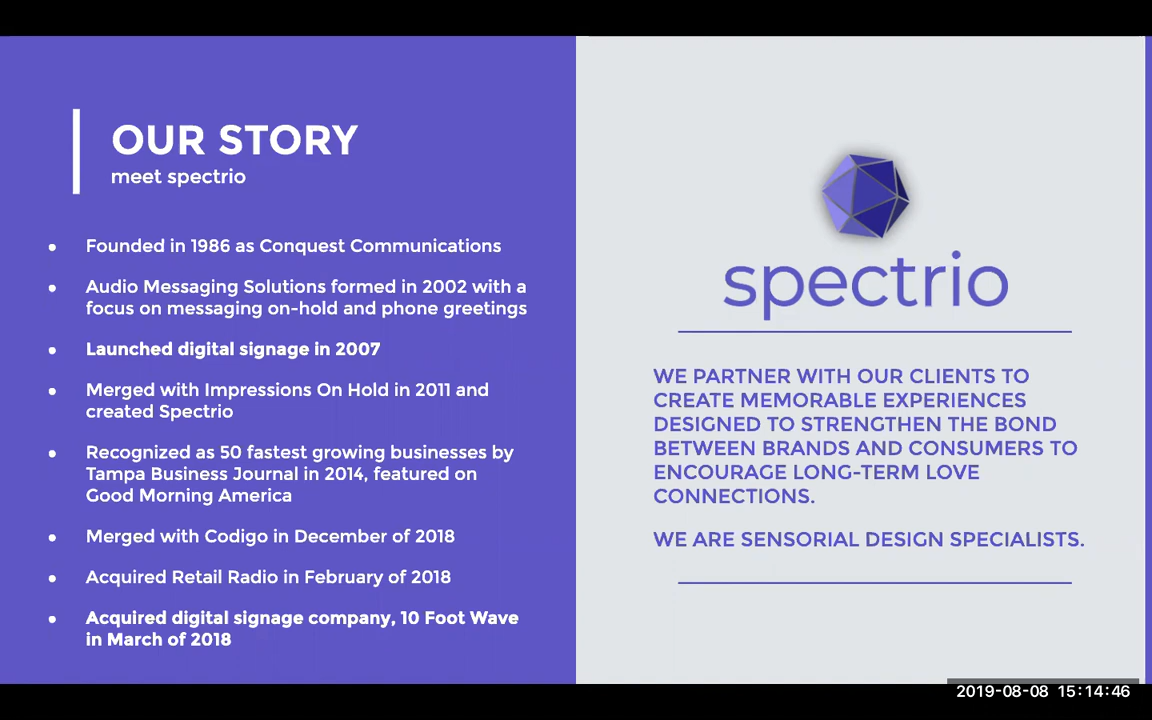 OUR STORY
meet spectrio
• Founded in 1986 as Conquest Communications
• Audio Messaging Solutions formed in 2002 with a
focus on messaging on-hold and phone greetings
• Launched digital signage in 2007
• Merged with Impressions On Hold in 2011 and
created Spectrio
• Recognized as 50 fastest growing businesses by
Tampa Business Journal in 2014, featured on
Good Morning America
• Merged with Codigo in December of 2018
• Acquired Retail Radio in February of 2018
• Acquired digital signage company, 10 Foot Wave
in March of 2018
spectrio
WE PARTNER WITH OUR CLIENTS TO
CREATE MEMORABLE EXPERIENCES
DESIGNED TO STRENGTHEN THE BOND
BETWEEN BRANDS AND CONSUMERS TO
ENCOURAGE LONG-TERM LOVE
CONNECTIONS.
WE ARE SENSORIAL DESIGN SPECIALISTS.
2019-08-08 15:14:46